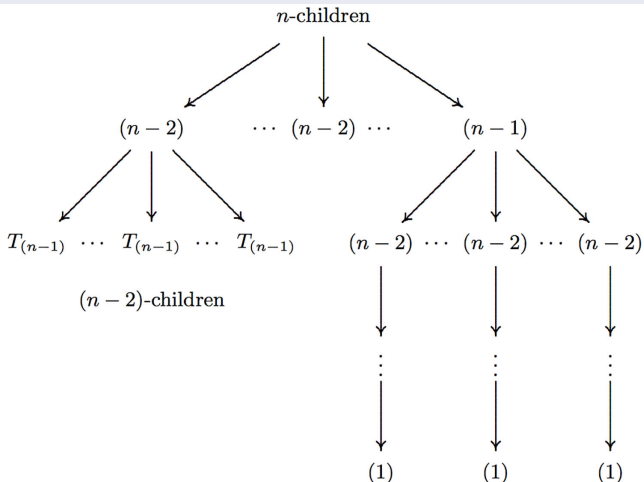 n-children
(n − 2) ⋯ (n − 2) ⋯ (n − 1)
T(n−1) ⋯ T(n−1) ⋯ T(n−1) (n − 2) ⋯ (n − 2) ⋯ (n − 2)
(n − 2)-children
⋮ ⋮ ⋮
(1) (1) (1)